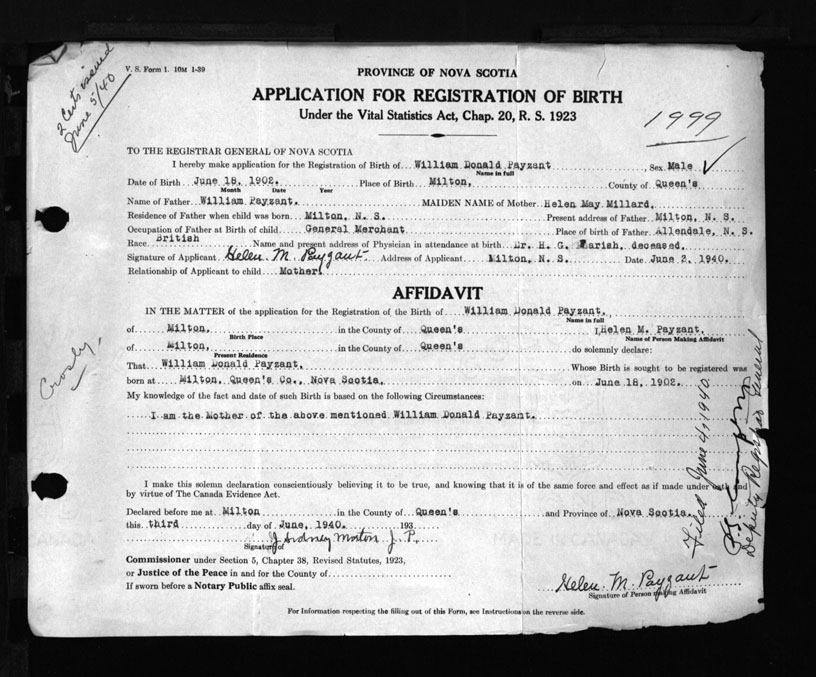 2 Certs issued
June 5/40
V. S. Form 1. 10M 1-39
PROVINCE OF NOVA SCOTIA
APPLICATION FOR REGISTRATION OF BIRTH
Under the Vital Statistics Act, Chap. 20, R. S. 1923
1999
TO THE REGISTRAR GENERAL OF NOVA SCOTIA
I hereby make application for the Registration of Birth of William Donald Payzant, Sex Male
Name in full
Date of Birth June 18, 1902. Place of Birth Milton, County of Queen's
Month Date Year
Name of Father William Payzant. MAIDEN NAME of Mother Helen May Millard.
Residence of Father when child was born Milton, N. S. Present address of Father Milton, N. S.
Occupation of Father at Birth of child General Merchant Place of birth of Father Allendale, N. S.
Race British Name and present address of Physician in attendance at birth Dr. H. G. Farish, deceased.
Signature of Applicant Helen M. Payzant. Address of Applicant Milton, N. S. Date June 3, 1940.
Relationship of Applicant to child Mother
AFFIDAVIT
IN THE MATTER of the application for the Registration of the Birth of William Donald Payzant.
Name in full
of Milton, in the County of Queen's I, Helen M. Payzant.
Birth Place Name of Person Making Affidavit
of Milton, in the County of Queen's do solemnly declare:
Present Residence
That William Donald Payzant. Whose Birth is sought to be registered was
born at Milton, Queen's Co., Nova Scotia, on June 18, 1902.
My knowledge of the fact and date of such Birth is based on the following Circumstances:
I am the Mother of the above mentioned William Donald Payzant.
Crosby.
I make this solemn declaration conscientiously believing it to be true, and knowing that it is of the same force and effect as if made under oath and
by virtue of The Canada Evidence Act.
Declared before me at Milton in the County of Queen's and Province of Nova Scotia.
this third day of June, 1940. 193
J Sidney Morton J. P.
Signature of
Commissioner under Section 5, Chapter 38, Revised Statutes, 1923,
or Justice of the Peace in and for the County of
If sworn before a Notary Public affix seal.
Helen M. Payzant
Signature of Person making Affidavit
For Information respecting the filling out of this Form, see Instructions on the reverse side.
Filed June 4, 1940.
Deputy Registrar General